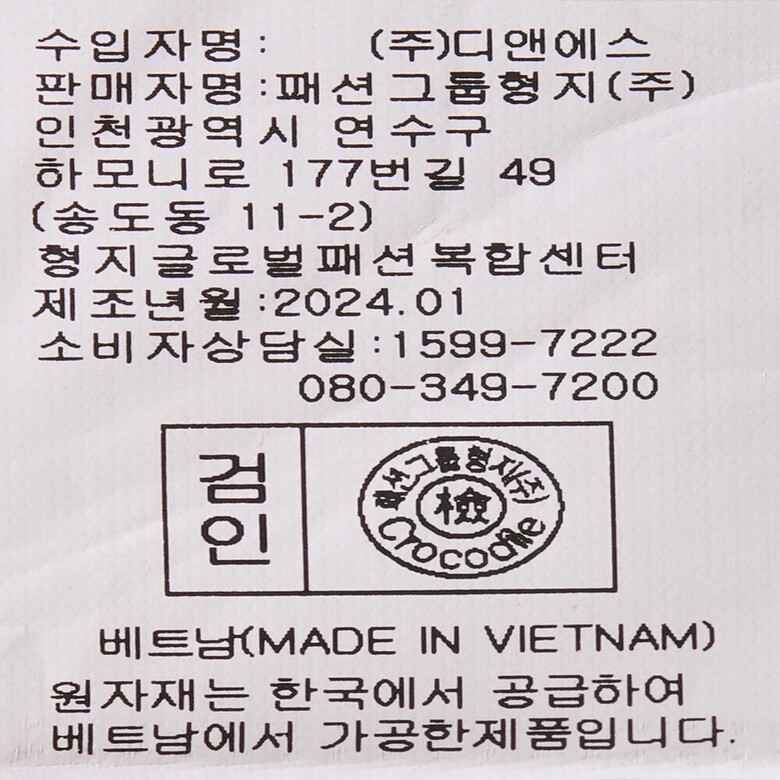 수입자명: (주)디앤에스
판매자명:패션그룹형지(주)
인천광역시 연수구
하모니로 177번길 49
(송도동 11-2)
형지글로벌패션복합센터
제조년월:2024.01
소비자상담실:1599-7222
080-349-7200
검인
패션그룹형지(주)
檢
Crocodile
베트남(MADE IN VIETNAM)
원자재는 한국에서 공급하여
베트남에서 가공한제품입니다.